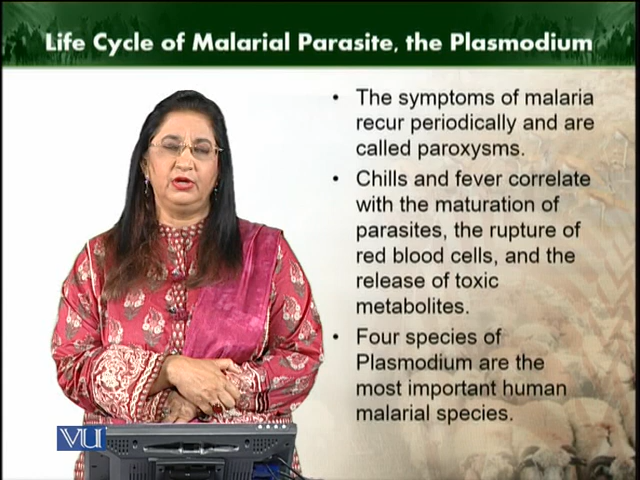 Life Cycle of Malarial Parasite, the Plasmodium
• The symptoms of malaria
recur periodically and are
called paroxysms.
• Chills and fever correlate
with the maturation of
parasites, the rupture of
red blood cells, and the
release of toxic
metabolites.
• Four species of
Plasmodium are the
most important human
malarial species.
VU